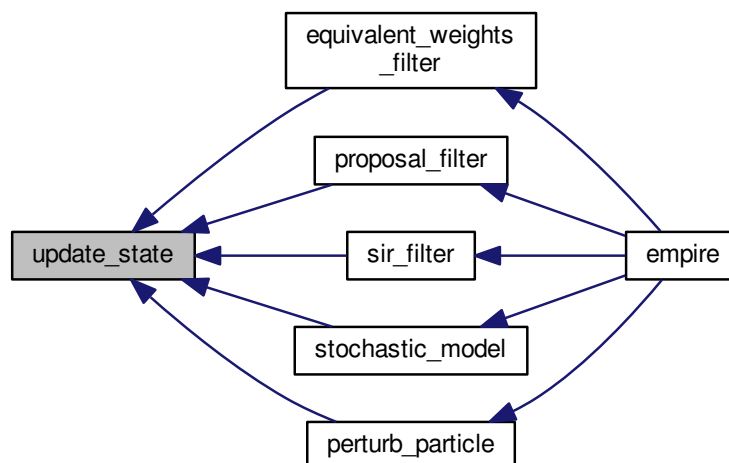 equivalent_weights
_filter
proposal_filter
update_state
sir_filter
empire
stochastic_model
perturb_particle